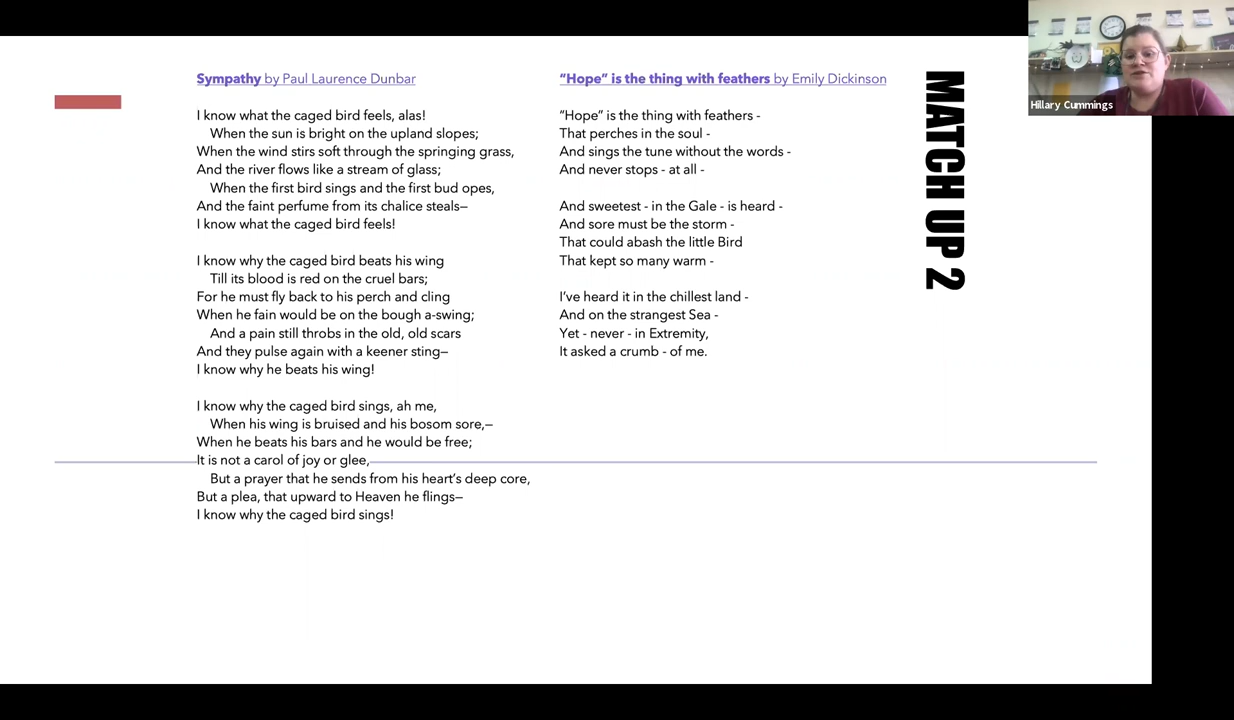 Sympathy by Paul Laurence Dunbar
I know what the caged bird feels, alas!
When the sun is bright on the upland slopes;
When the wind stirs soft through the springing grass,
And the river flows like a stream of glass;
When the first bird sings and the first bud opes,
And the faint perfume from its chalice steals—
I know what the caged bird feels!
I know why the caged bird beats his wing
Till its blood is red on the cruel bars;
For he must fly back to his perch and cling
When he fain would be on the bough a-swing;
And a pain still throbs in the old, old scars
And they pulse again with a keener sting—
I know why he beats his wing!
I know why the caged bird sings, ah me,
When his wing is bruised and his bosom sore,—
When he beats his bars and he would be free;
It is not a carol of joy or glee,
But a prayer that he sends from his heart’s deep core,
But a plea, that upward to Heaven he flings—
I know why the caged bird sings!
“Hope” is the thing with feathers by Emily Dickinson
“Hope” is the thing with feathers -
That perches in the soul -
And sings the tune without the words -
And never stops - at all -
And sweetest - in the Gale - is heard -
And sore must be the storm -
That could abash the little Bird
That kept so many warm -
I’ve heard it in the chillest land -
And on the strangest Sea -
Yet - never - in Extremity,
It asked a crumb - of me.
MATCH UP 2
Hillary Cummings